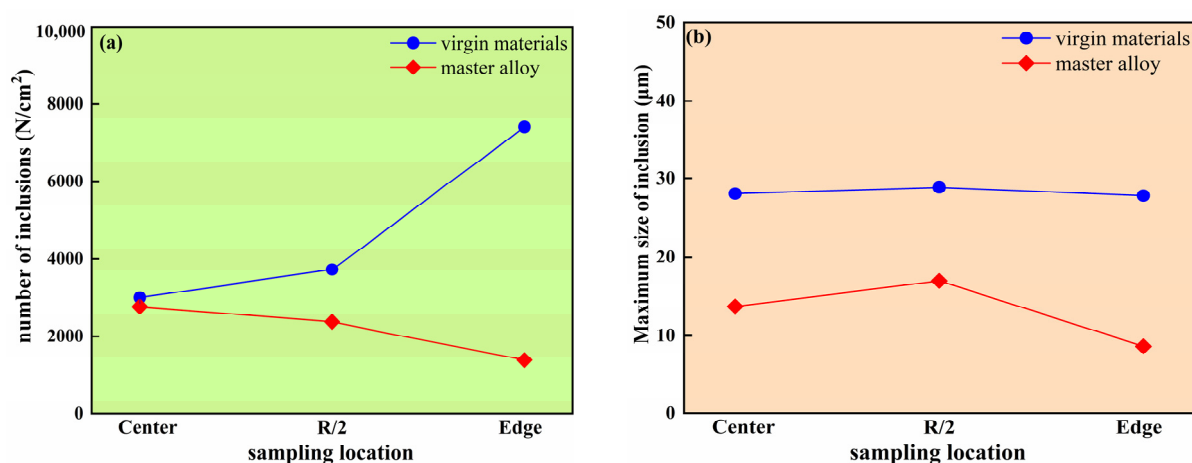 (a)
virgin materials
master alloy
number of inclusions (N/cm²)
10,000
8000
6000
4000
2000
0
Center R/2 Edge
sampling location
(b)
virgin materials
master alloy
Maximum size of inclusion (μm)
50
40
30
20
10
0
Center R/2 Edge
sampling location